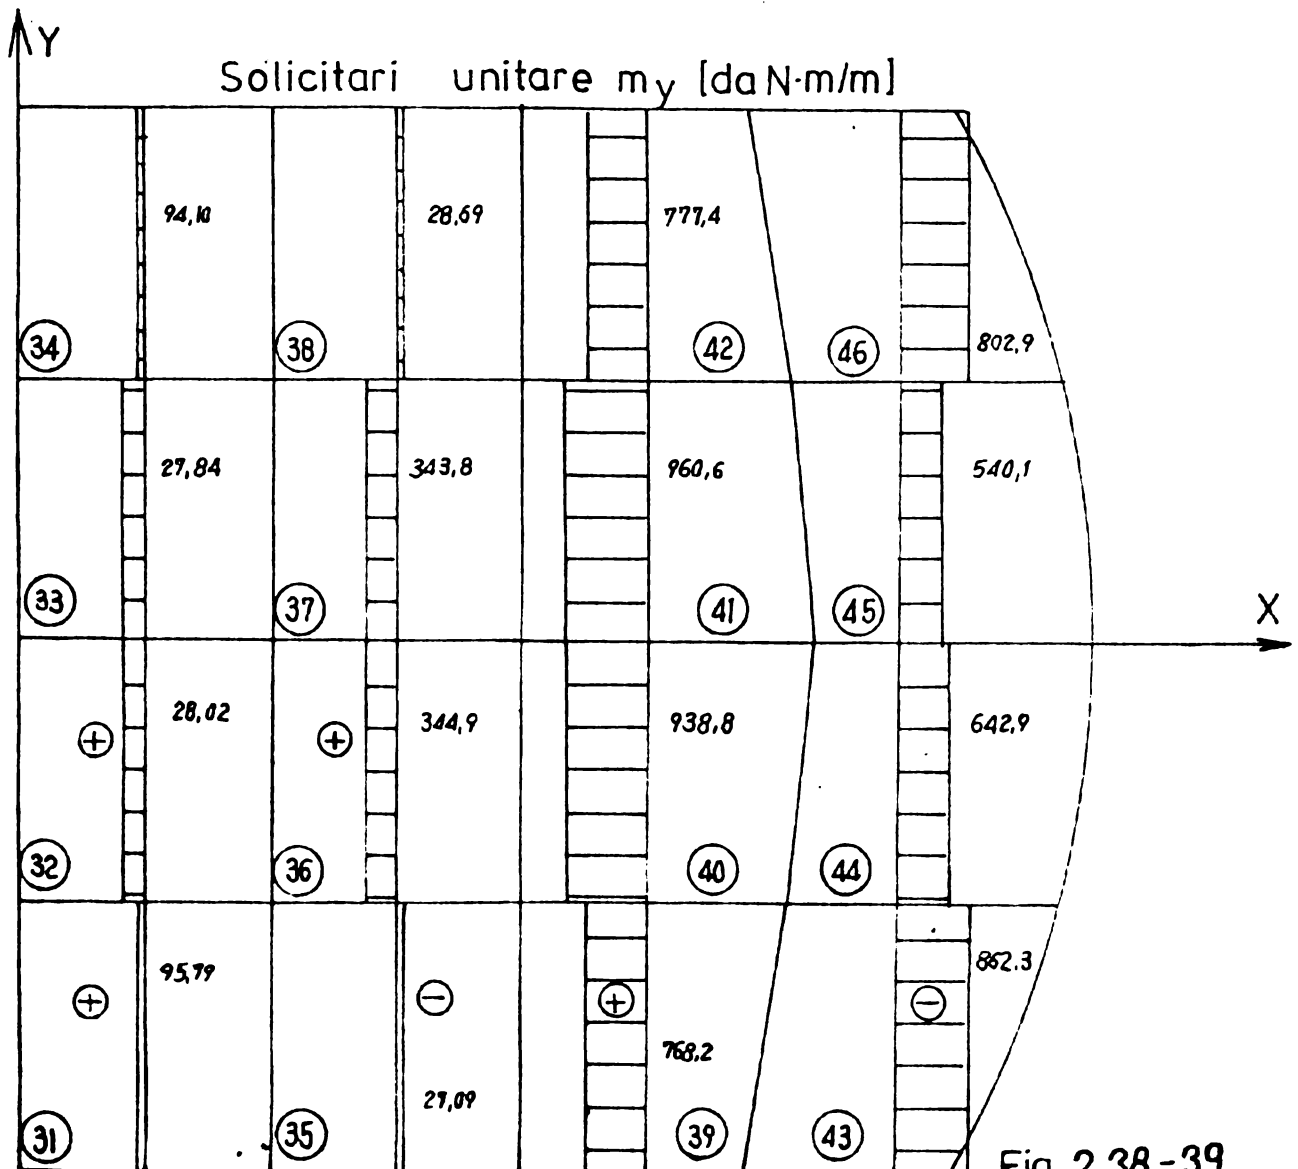 Y
Solicitari unitare my [daN·m/m]
94,10 28,69 777,4
34 38 42 46 802,9
27,84 343,8 960,6 540,1
33 37 41 45 X
28,02 344,9 938,8 642,9
+ +
32 36 40 44
95,79 862.3
+ − + −
768,2
27,09
31 35 39 43
Fig 2.38-39